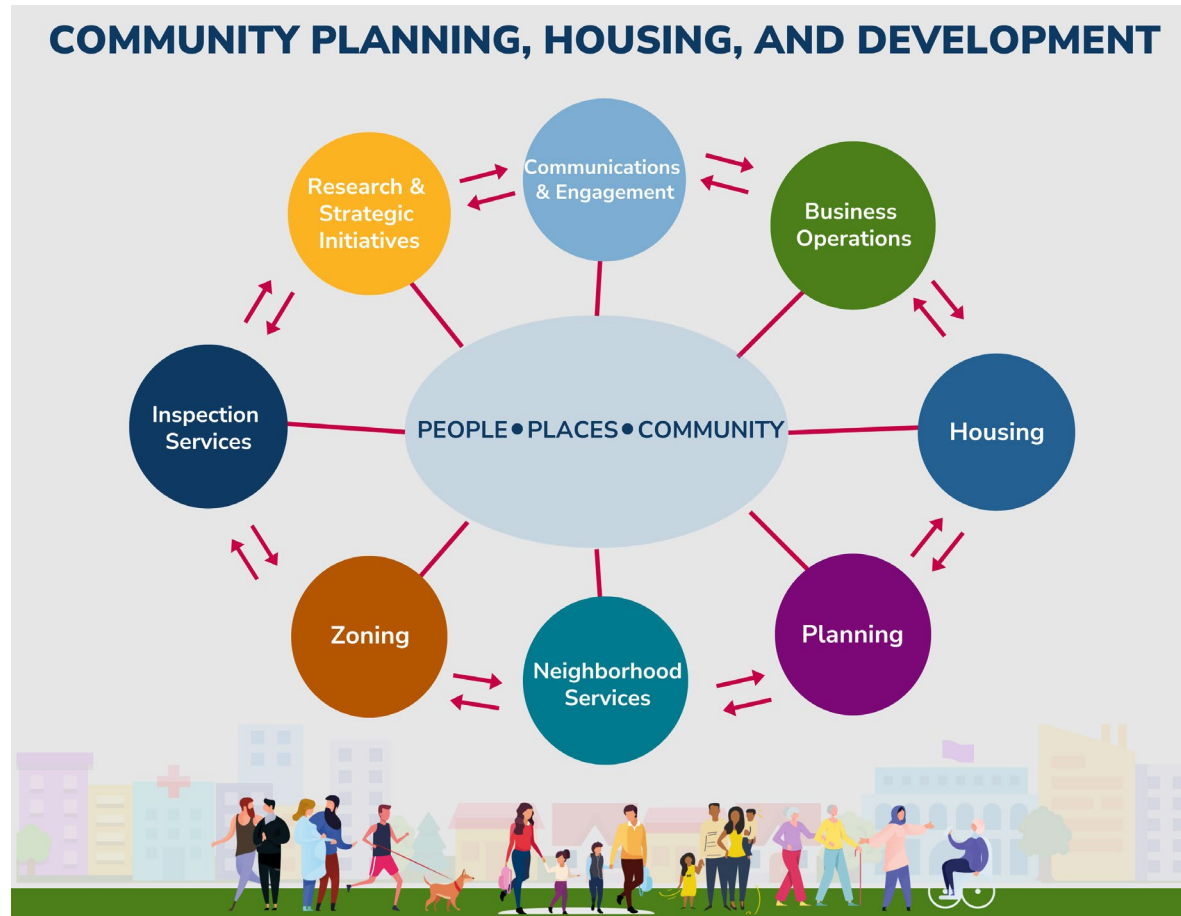 COMMUNITY PLANNING, HOUSING, AND DEVELOPMENT
Communications
& Engagement
Research &
Strategic
Initiatives
Business
Operations
Inspection
Services
PEOPLE•PLACES•COMMUNITY
Housing
Zoning
Neighborhood
Services
Planning